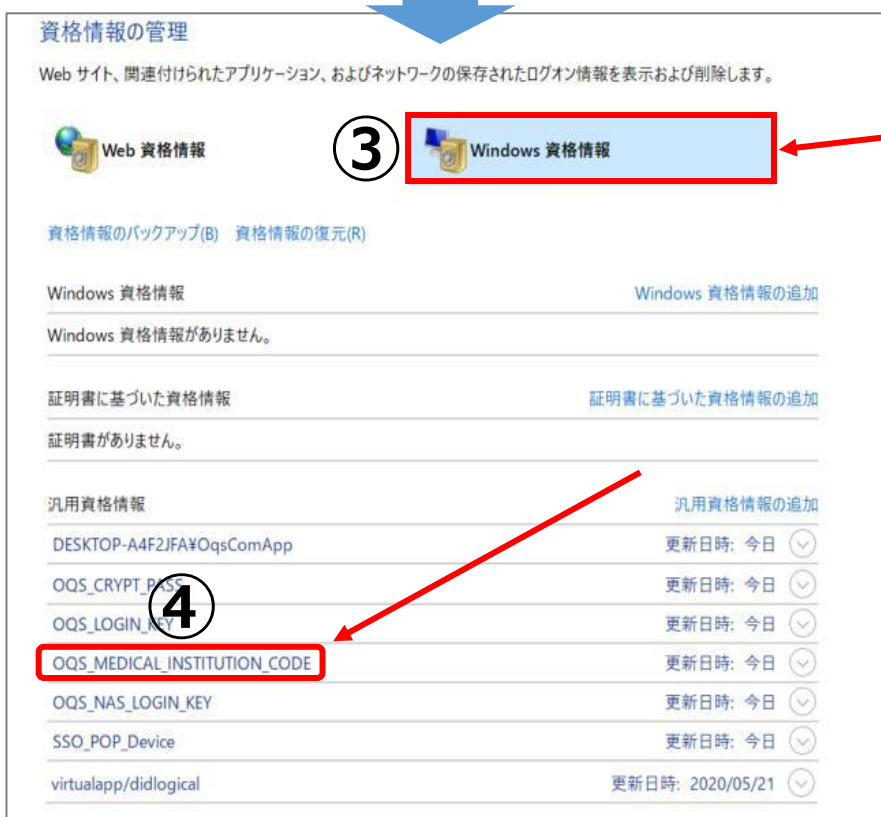 資格情報の管理
Web サイト、関連付けられたアプリケーション、およびネットワークの保存されたログオン情報を表示および削除します。
Web 資格情報
③
Windows 資格情報
資格情報のバックアップ(B) 資格情報の復元(R)
Windows 資格情報 Windows 資格情報の追加
Windows 資格情報がありません。
証明書に基づいた資格情報 証明書に基づいた資格情報の追加
証明書がありません。
汎用資格情報 汎用資格情報の追加
DESKTOP-A4F2JFA¥OqsComApp 更新日時: 今日
OQS_CRYPT_PASS 更新日時: 今日
④
OQS_LOGIN_KEY 更新日時: 今日
OQS_MEDICAL_INSTITUTION_CODE 更新日時: 今日
OQS_NAS_LOGIN_KEY 更新日時: 今日
SSO_POP_Device 更新日時: 今日
virtualapp/didlogical 更新日時: 2020/05/21